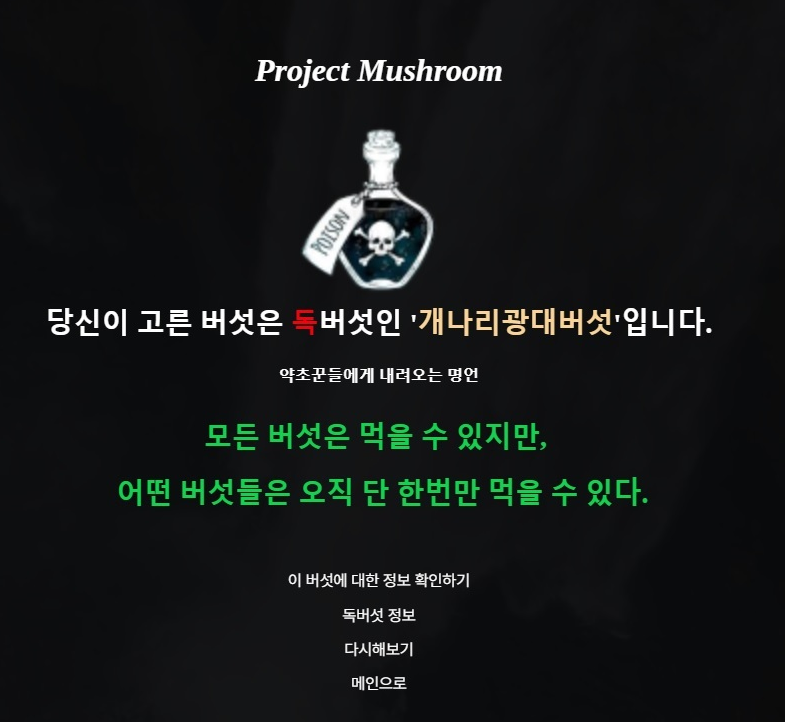 Project Mushroom
POISON
당신이 고른 버섯은 독버섯인 '개나리광대버섯'입니다.
약초꾼들에게 내려오는 명언
모든 버섯은 먹을 수 있지만,
어떤 버섯들은 오직 단 한번만 먹을 수 있다.
이 버섯에 대한 정보 확인하기
독버섯 정보
다시해보기
메인으로